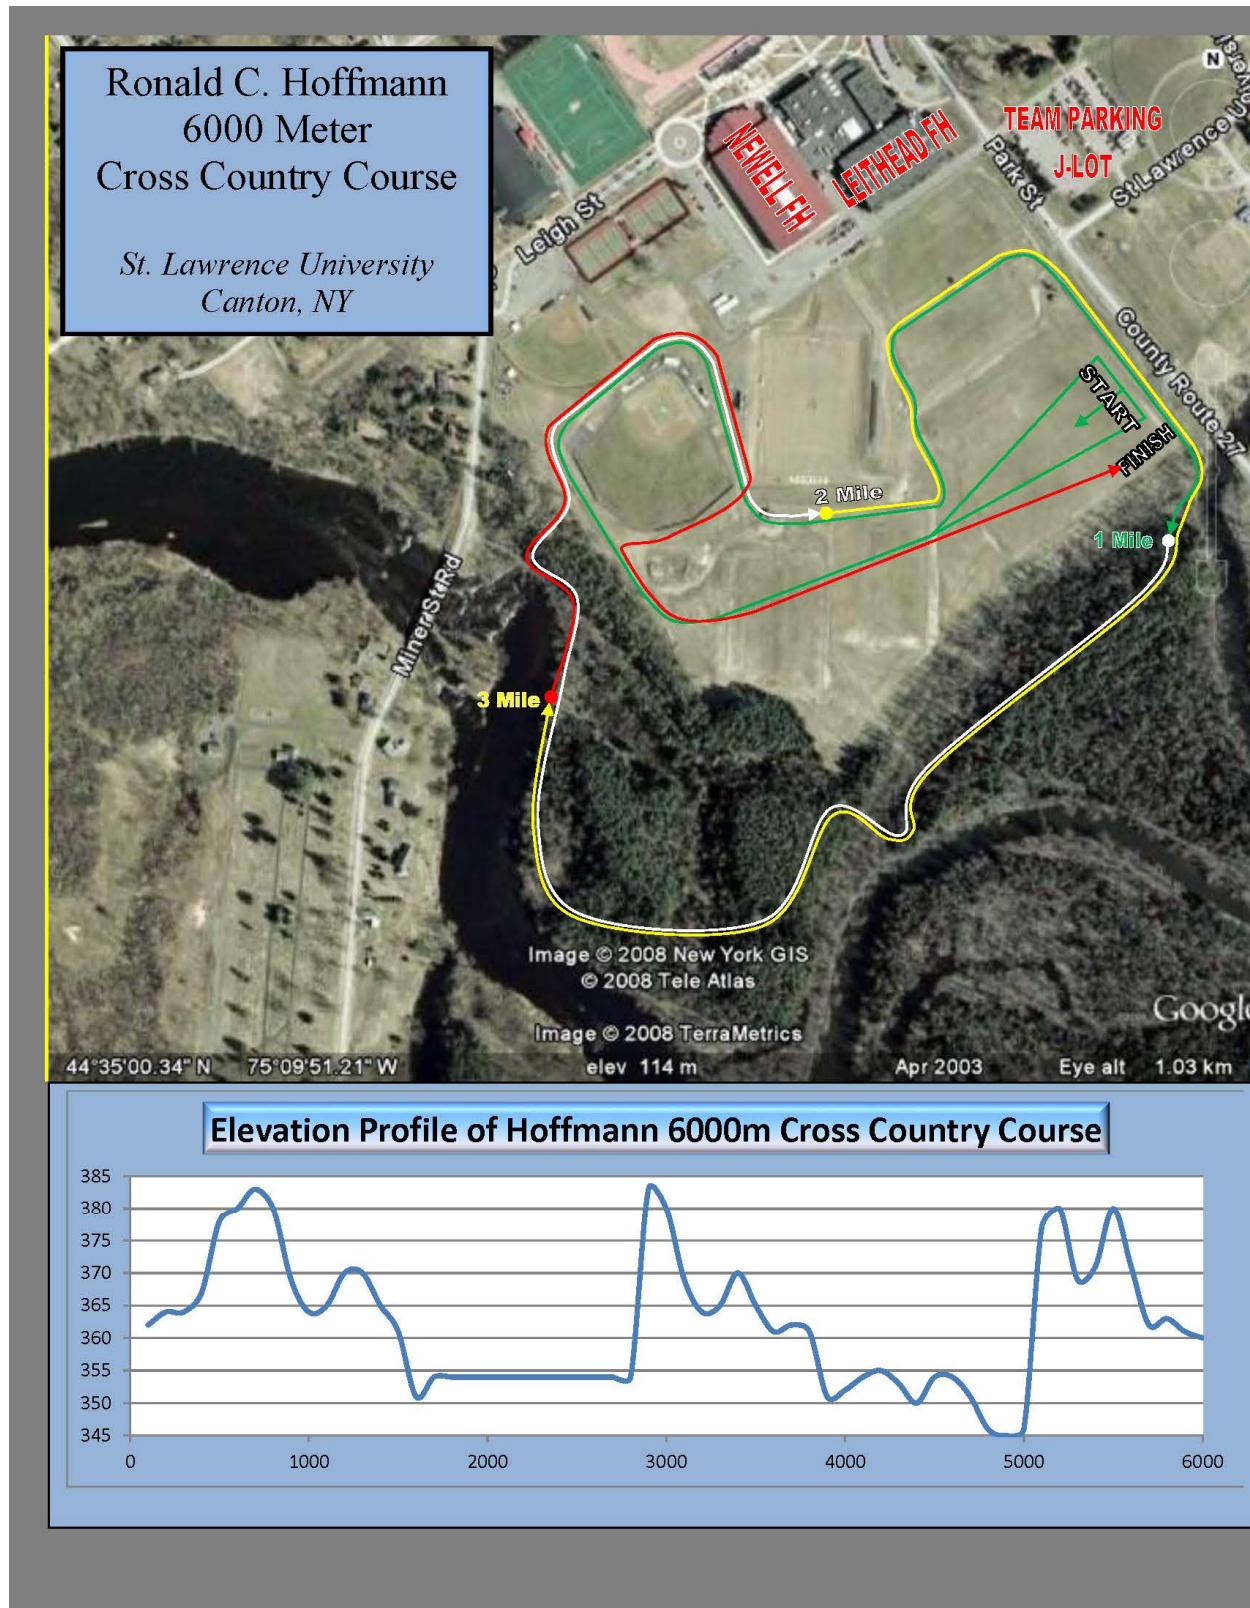 Ronald C. Hoffmann
6000 Meter
Cross Country Course
St. Lawrence University
Canton, NY
N
TEAM PARKING
J-LOT
NEWELL FH
LEITHEAD FH
Park St
St Lawrence U
Leigh St
County Route 27
START
FINISH
2 Mile
1 Mile
Miner St Rd
3 Mile
Image © 2008 New York GIS
© 2008 Tele Atlas
Image © 2008 TerraMetrics
Google
44°35'00.34" N 75°09'51.21" W elev 114 m Apr 2003 Eye alt 1.03 km
Elevation Profile of Hoffmann 6000m Cross Country Course
385
380
375
370
365
360
355
350
345
0 1000 2000 3000 4000 5000 6000